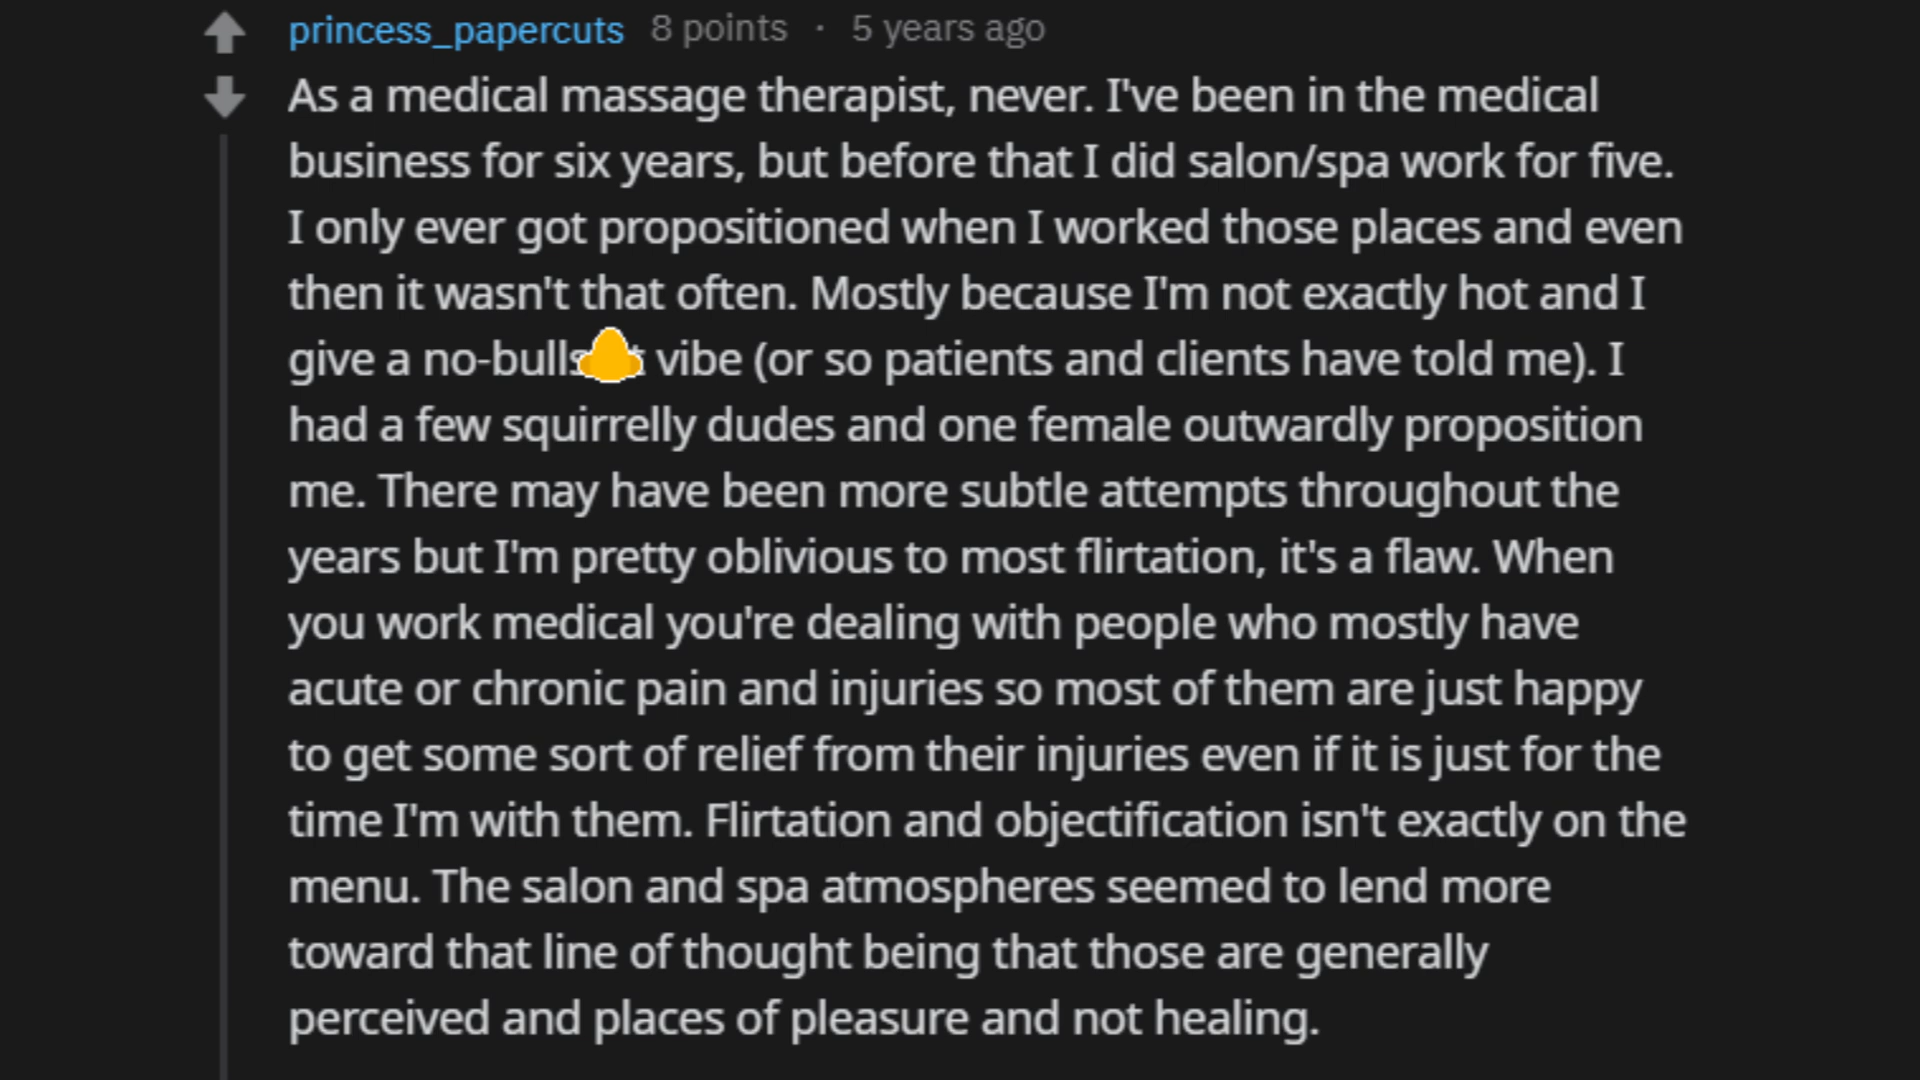 princess_papercuts 8 points · 5 years ago
As a medical massage therapist, never. I've been in the medical
business for six years, but before that I did salon/spa work for five.
I only ever got propositioned when I worked those places and even
then it wasn't that often. Mostly because I'm not exactly hot and I
give a vibe (or so patients and clients have told me). I
had a few squirrelly dudes and one female outwardly proposition
me. There may have been more subtle attempts throughout the
years but I'm pretty oblivious to most flirtation, it's a flaw. When
you work medical you're dealing with people who mostly have
acute or chronic pain and injuries so most of them are just happy
to get some sort of relief from their injuries even if it is just for the
time I'm with them. Flirtation and objectification isn't exactly on the
menu. The salon and spa atmospheres seemed to lend more
toward that line of thought being that those are generally
perceived and places of pleasure and not healing.